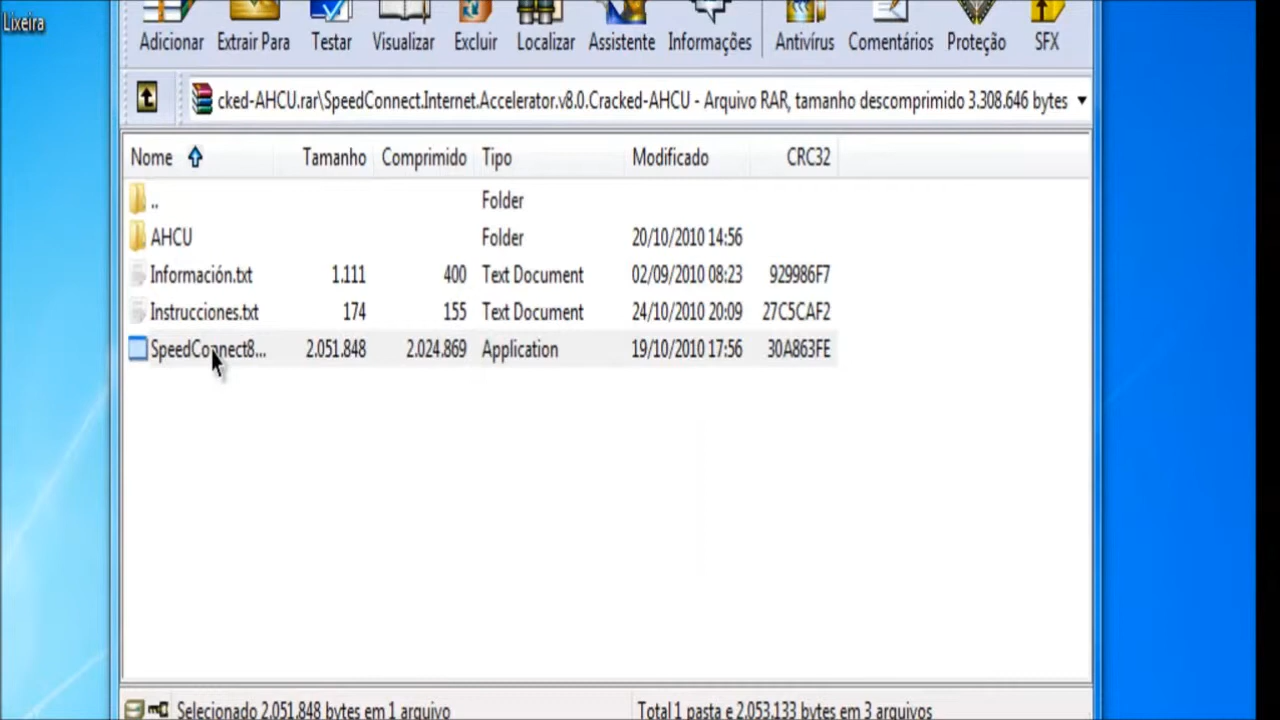 Lixeira
Adicionar Extrair Para Testar Visualizar Excluir Localizar Assistente Informações Antivírus Comentários Proteção SFX
cked-AHCU.rar\SpeedConnect.Internet.Accelerator.v8.0.Cracked-AHCU - Arquivo RAR, tamanho descomprimido 3.308.646 bytes
Nome Tamanho Comprimido Tipo Modificado CRC32
.. Folder
AHCU Folder 20/10/2010 14:56
Información.txt 1.111 400 Text Document 02/09/2010 08:23 929986F7
Instrucciones.txt 174 155 Text Document 24/10/2010 20:09 27C5CAF2
SpeedConnect8... 2.051.848 2.024.869 Application 19/10/2010 17:56 30A863FE
Selecionado 2.051.848 bytes em 1 arquivo Total 1 pasta e 2.053.133 bytes em 3 arquivos